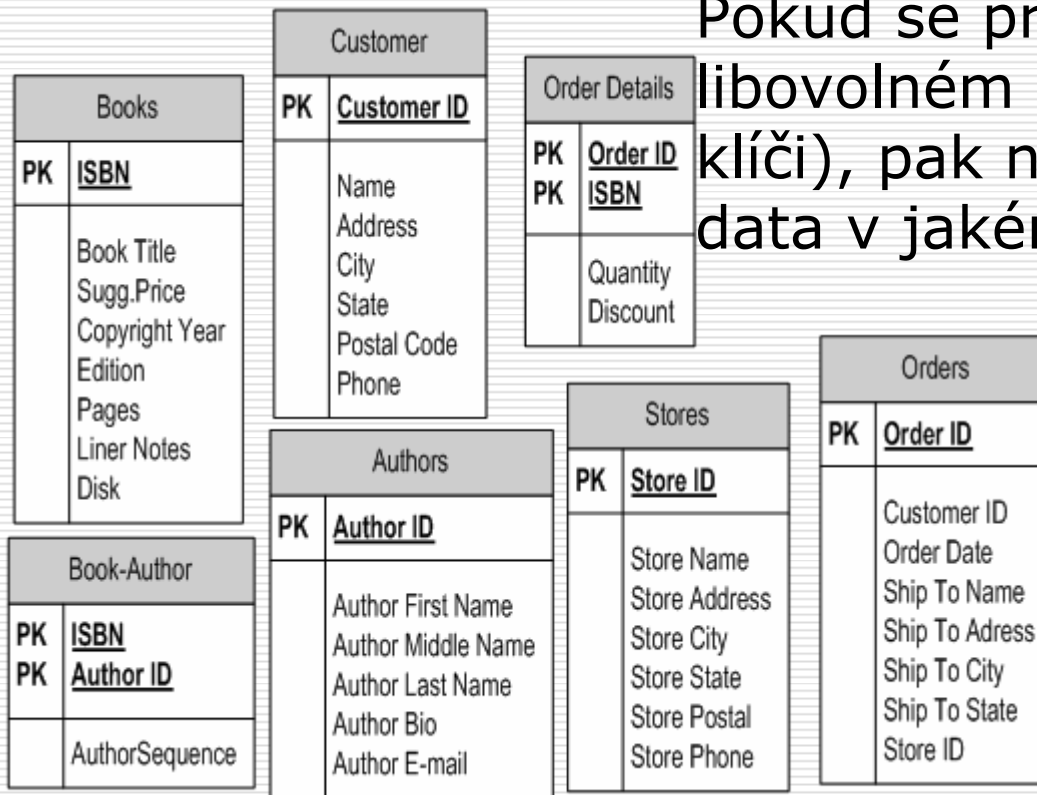 Pokud se
libovolném
klíči), pak
data v
Customer
PK Customer ID
Name
Address
City
State
Postal Code
Phone
Books
PK ISBN
Book Title
Sugg.Price
Copyright Year
Edition
Pages
Liner Notes
Disk
Order Details
PK Order ID
PK ISBN
Quantity
Discount
Orders
PK Order ID
Customer ID
Order Date
Ship To Name
Ship To Adress
Ship To City
Ship To State
Store ID
Stores
PK Store ID
Store Name
Store Address
Store City
Store State
Store Postal
Store Phone
Authors
PK Author ID
Author First Name
Author Middle Name
Author Last Name
Author Bio
Author E-mail
Book-Author
PK ISBN
PK Author ID
AuthorSequence